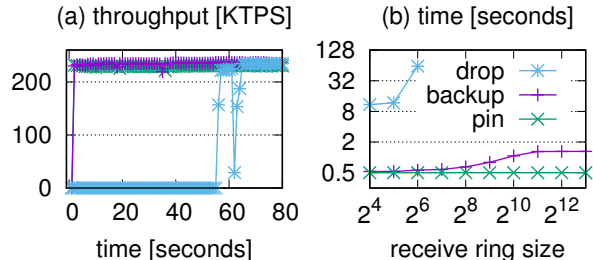 (a) throughput [KTPS]
200
100
0
0 20 40 60 80
time [seconds]
(b) time [seconds]
128
32
8
2
0.5
drop
backup
pin
2^4 2^6 2^8 2^10 2^12
receive ring size